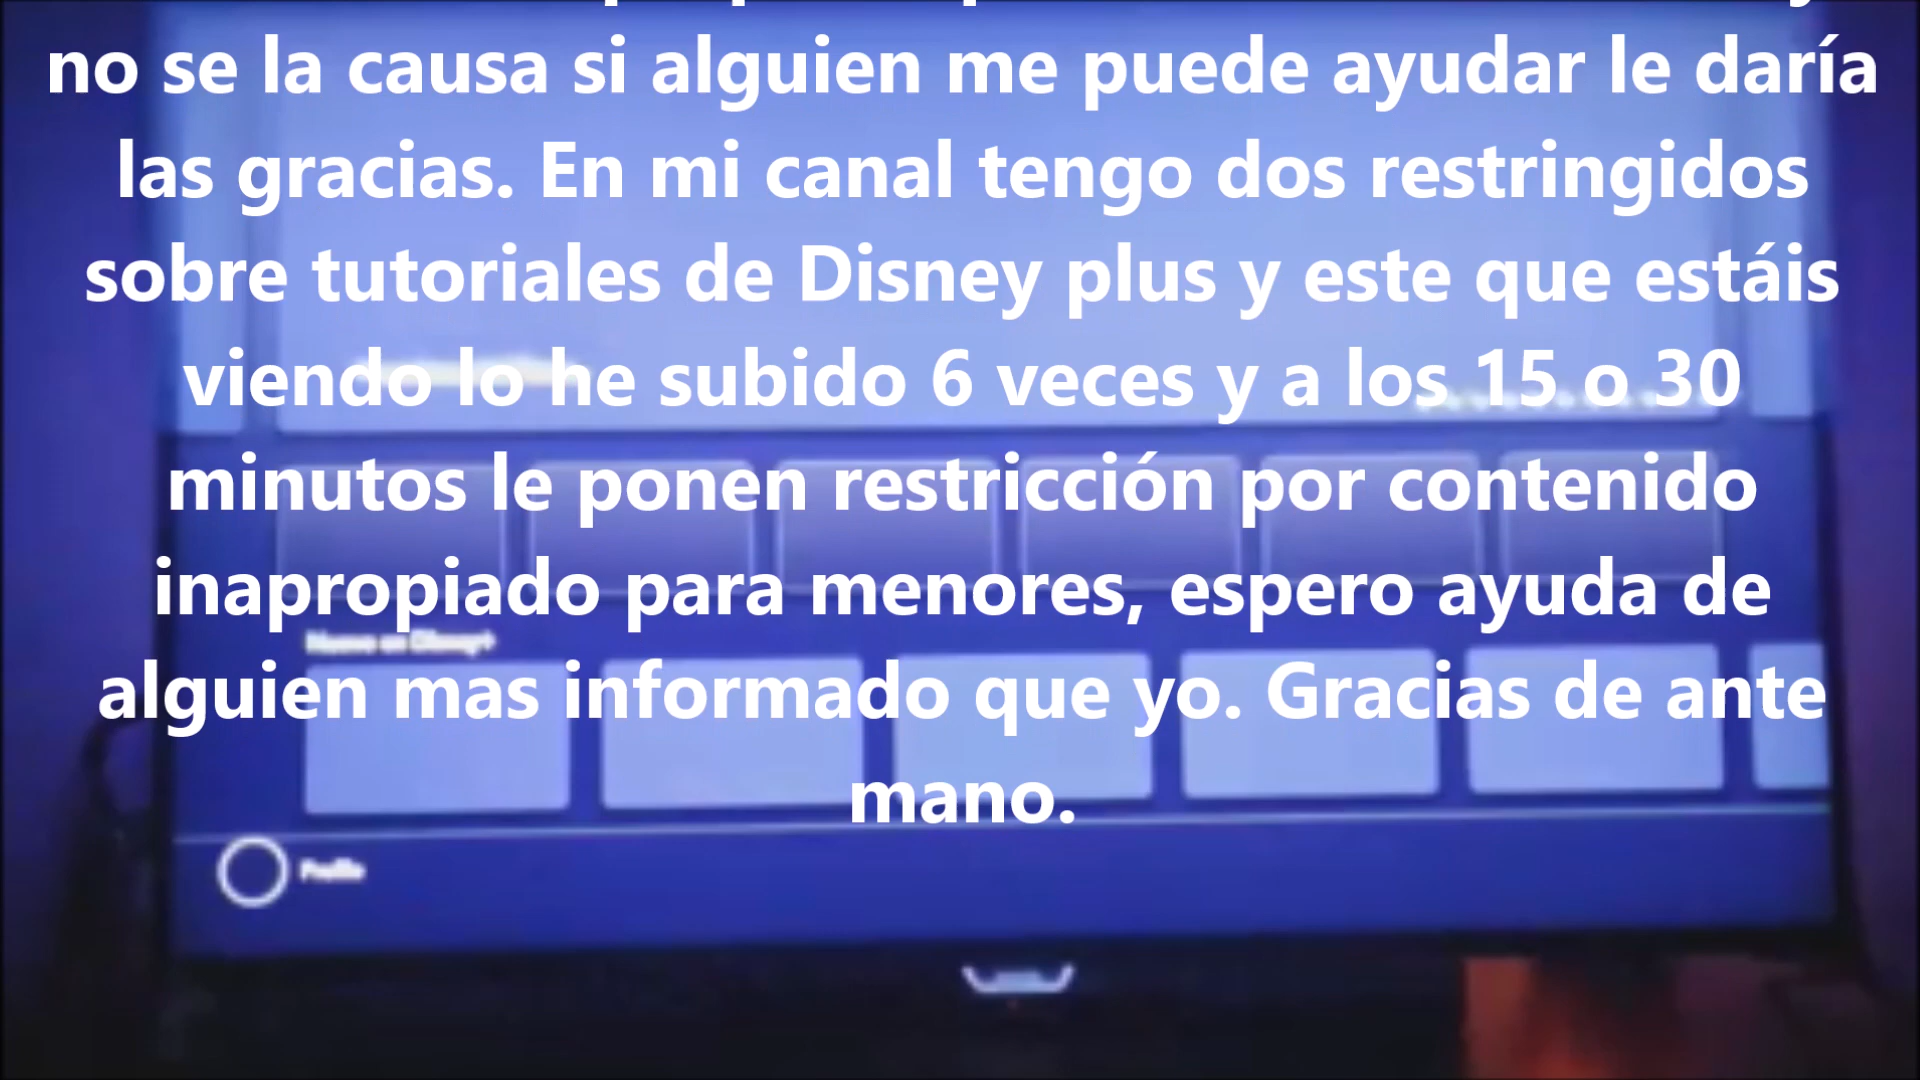 no se la causa si alguien me puede ayudar le daría
las gracias. En mi canal tengo dos restringidos
sobre tutoriales de Disney plus y este que estáis
viendo lo he subido 6 veces y a los 15 o 30
minutos le ponen restricción por contenido
inapropiado para menores, espero ayuda de
alguien mas informado que yo. Gracias de ante
mano.
Nuevo en Disney+